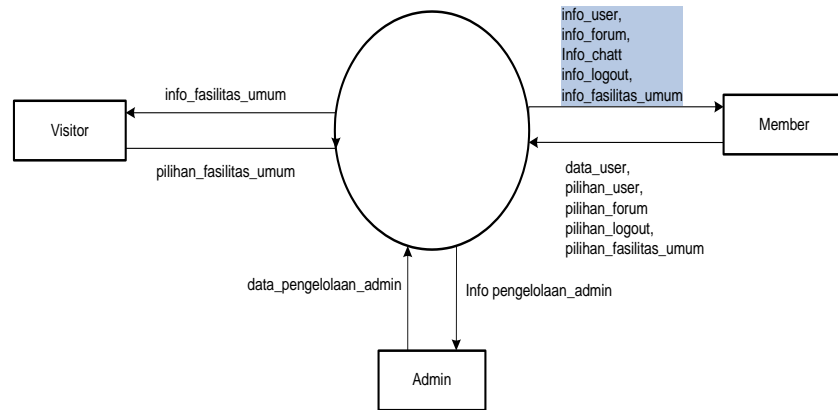 info_user,
info_forum,
Info_chatt
info_logout,
info_fasilitas_umum
info_fasilitas_umum
Visitor
Member
pilihan_fasilitas_umum
data_user,
pilihan_user,
pilihan_forum
pilihan_logout,
pilihan_fasilitas_umum
data_pengelolaan_admin
Info pengelolaan_admin
Admin